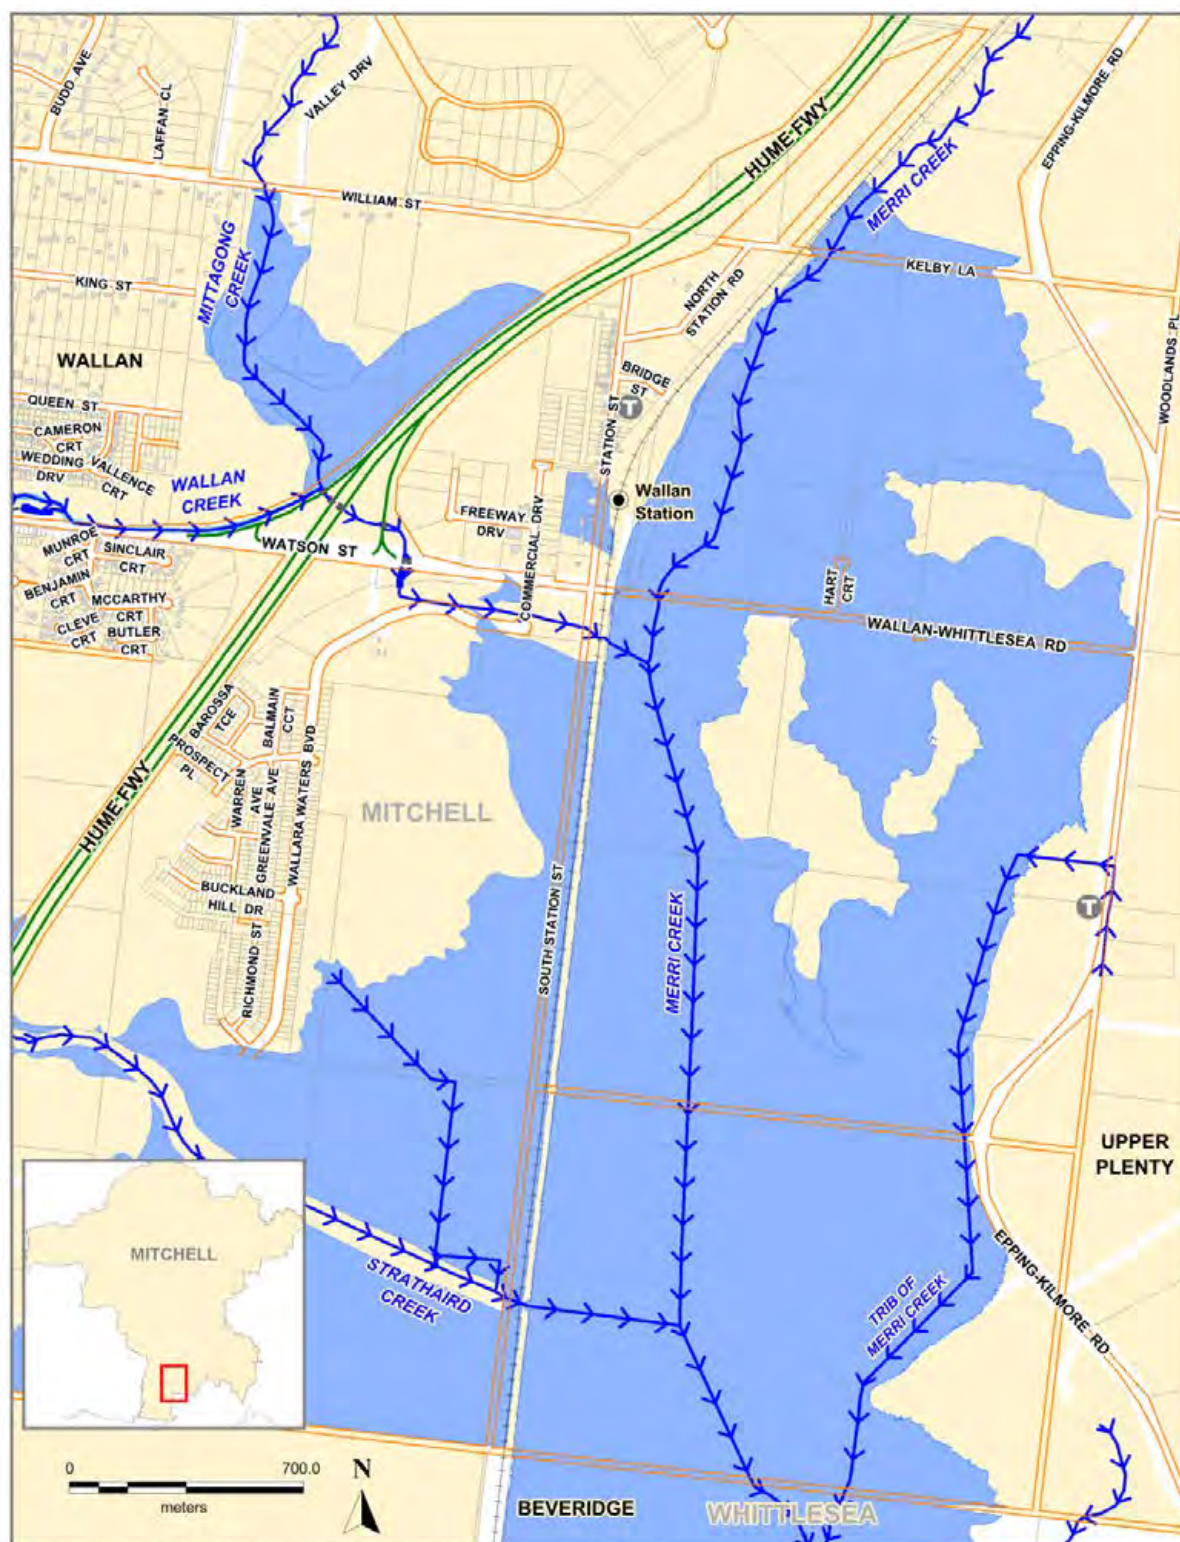 BUDD AVE
LAFFAN CL
VALLEY DRV
HUME FWY
EPPING-KILMORE RD
MERRI CREEK
WILLIAM ST
MITTAGONG
CREEK
KELBY LA
KING ST
NORTH
STATION RD
WOODLANDS PL
WALLAN
BRIDGE
ST
T
STATION ST
QUEEN ST
CAMERON
CRT
WEDDING
DRV
VALLENCE
CRT
WALLAN
CREEK
Wallan
Station
FREEWAY
DRV
COMMERCIAL DRV
WATSON ST
MUNROE
CRT
SINCLAIR
CRT
BENJAMIN
CRT
MCCARTHY
CRT
CLEVE
CRT
BUTLER
CRT
HART
CRT
WALLAN-WHITTLESEA RD
BAROSSA
TCE
BALMAIN
CCT
PROSPECT
PL
HUME FWY
WARREN
AVE
GREENVALE AVE
WALLARA WATERS BVD
MITCHELL
BUCKLAND
HILL DR
RICHMOND ST
SOUTH STATION ST
MERRI CREEK
T
UPPER
PLENTY
MITCHELL
STRATHAIRD
CREEK
TRIB OF
MERRI CREEK
EPPING-KILMORE RD
0 700.0
meters
N
BEVERIDGE
WHITTLESEA